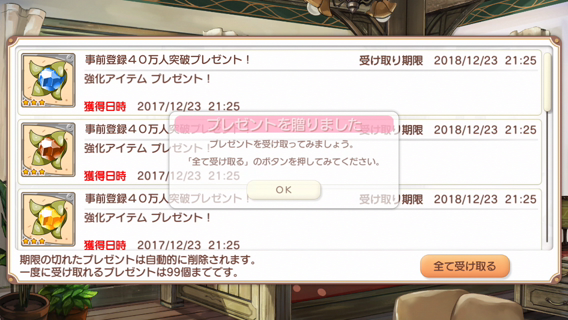 事前登録40万人突破プレゼント！ 受け取り期限 2018/12/23 21:25
強化アイテム プレゼント！
獲得日時 2017/12/23 21:25
プレゼントを贈りました
事前登録40万人突破プレゼント！ 受け取り期限 2018/12/23 21:25
プレゼントを受け取ってみましょう。
強化アイテム プレゼント！
「全て受け取る」のボタンを押してみてください。
獲得日時 2017/12/23 21:25
OK
事前登録40万人突破プレゼント！ 受け取り期限 2018/12/23 21:25
強化アイテム プレゼント！
獲得日時 2017/12/23 21:25
期限の切れたプレゼントは自動的に削除されます。
一度に受け取れるプレゼントは99個までです。
全て受け取る